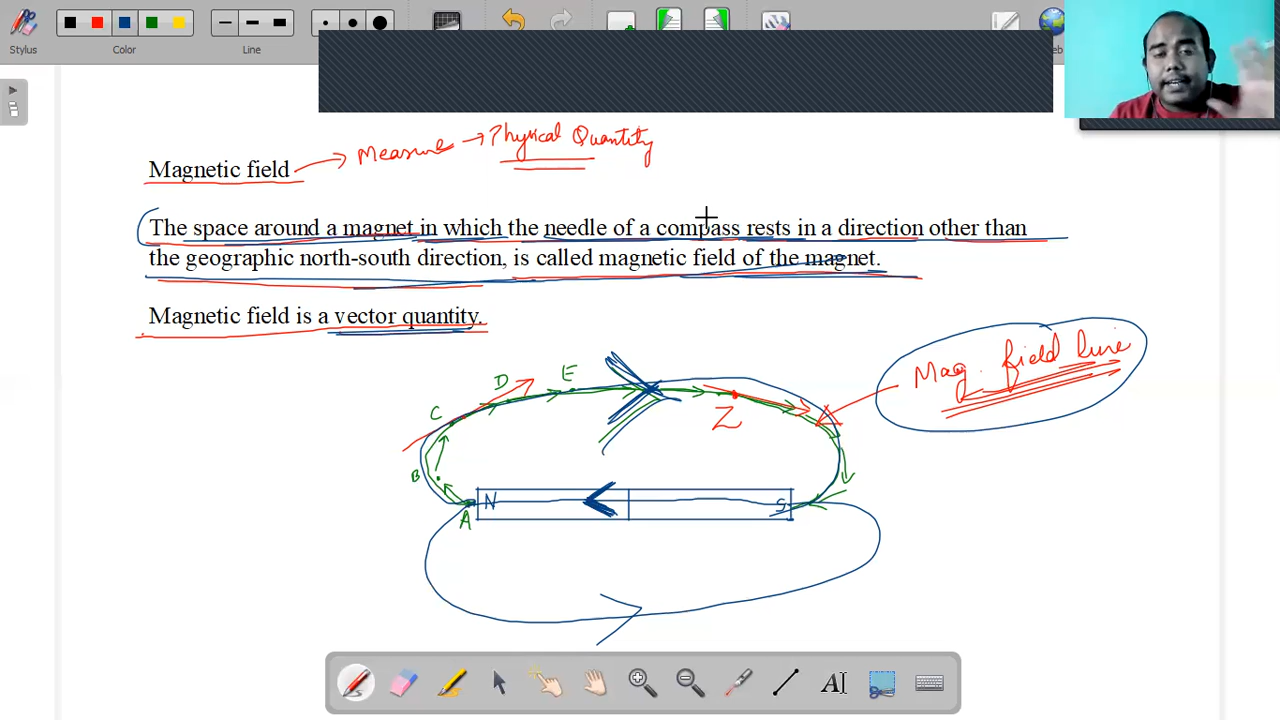 Stylus
Color
Line
Web
Magnetic field → Measure → Physical Quantity
The space around a magnet in which the needle of a compass rests in a direction other than
the geographic north-south direction, is called magnetic field of the magnet.
Magnetic field is a vector quantity.
Mag. field line
D E
C
Z
B
N S
A